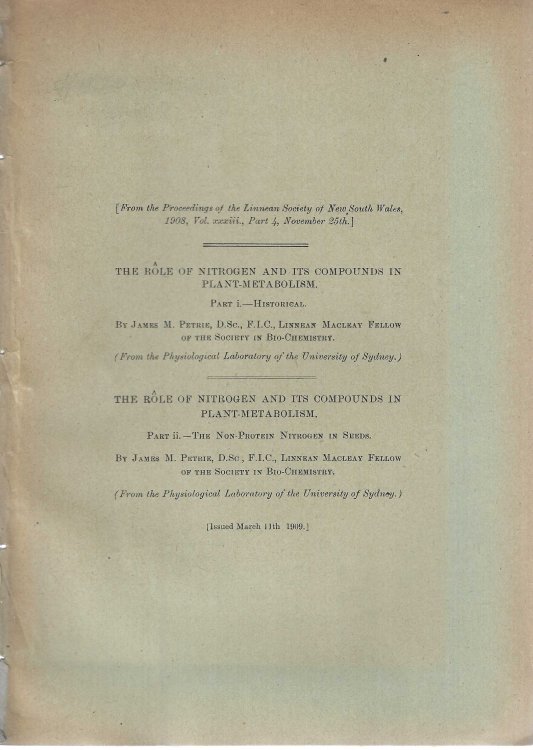 [From the Proceedings of the Linnean Society of New South Wales,
1908, Vol. xxxiii., Part 4, November 25th.]
THE RÔLE OF NITROGEN AND ITS COMPOUNDS IN
PLANT-METABOLISM.
PART i.—HISTORICAL.
BY JAMES M. PETRIE, D.SC., F.I.C., LINNEAN MACLEAY FELLOW
OF THE SOCIETY IN BIO-CHEMISTRY.
(From the Physiological Laboratory of the University of Sydney.)
THE RÔLE OF NITROGEN AND ITS COMPOUNDS IN
PLANT-METABOLISM,
PART ii.—THE NON-PROTEIN NITROGEN IN SEEDS.
BY JAMES M. PETRIE, D.SC., F.I.C., LINNEAN MACLEAY FELLOW
OF THE SOCIETY IN BIO-CHEMISTRY.
(From the Physiological Laboratory of the University of Sydney.)
[Issued March 11th 1909.]